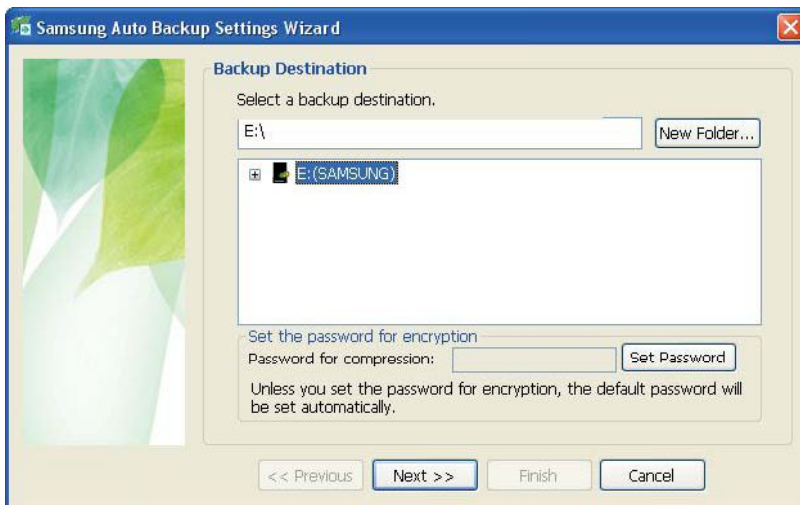 Samsung Auto Backup Settings Wizard
Backup Destination
Select a backup destination.
E:\
New Folder...
E:(SAMSUNG)
Set the password for encryption
Password for compression:
Set Password
Unless you set the password for encryption, the default password will
be set automatically.
<< Previous
Next >>
Finish
Cancel